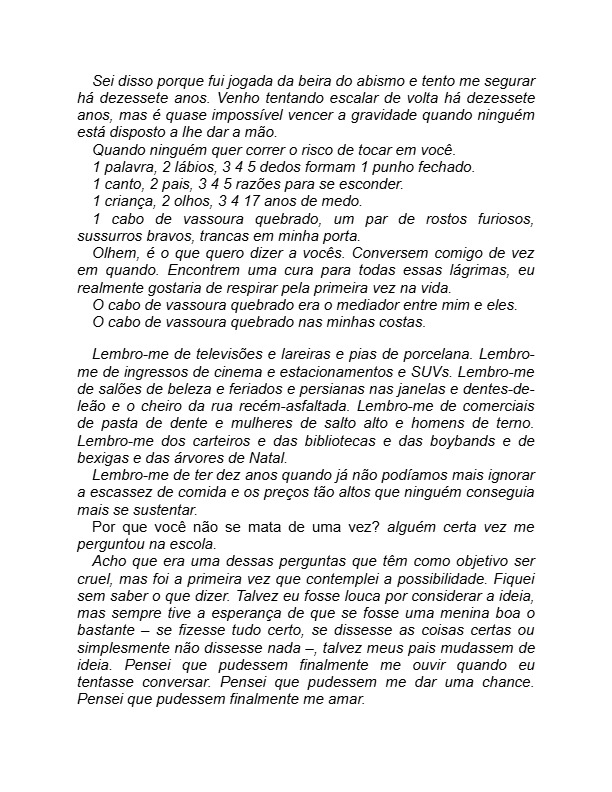 Sei disso porque fui jogada da beira do abismo e tento me segurar
há dezessete anos. Venho tentando escalar de volta há dezessete
anos, mas é quase impossível vencer a gravidade quando ninguém
está disposto a lhe dar a mão.
Quando ninguém quer correr o risco de tocar em você.
1 palavra, 2 lábios, 3 4 5 dedos formam 1 punho fechado.
1 canto, 2 pais, 3 4 5 razões para se esconder.
1 criança, 2 olhos, 3 4 17 anos de medo.
1 cabo de vassoura quebrado, um par de rostos furiosos,
sussurros bravos, trancas em minha porta.
Olhem, é o que quero dizer a vocês. Conversem comigo de vez
em quando. Encontrem uma cura para todas essas lágrimas, eu
realmente gostaria de respirar pela primeira vez na vida.
O cabo de vassoura quebrado era o mediador entre mim e eles.
O cabo de vassoura quebrado nas minhas costas.
Lembro-me de televisões e lareiras e pias de porcelana. Lembro-
me de ingressos de cinema e estacionamentos e SUVs. Lembro-me
de salões de beleza e feriados e persianas nas janelas e dentes-de-
leão e o cheiro da rua recém-asfaltada. Lembro-me de comerciais
de pasta de dente e mulheres de salto alto e homens de terno.
Lembro-me dos carteiros e das bibliotecas e das boybands e de
bexigas e das árvores de Natal.
Lembro-me de ter dez anos quando já não podíamos mais ignorar
a escassez de comida e os preços tão altos que ninguém conseguia
mais se sustentar.
Por que você não se mata de uma vez? alguém certa vez me
perguntou na escola.
Acho que era uma dessas perguntas que têm como objetivo ser
cruel, mas foi a primeira vez que contemplei a possibilidade. Fiquei
sem saber o que dizer. Talvez eu fosse louca por considerar a ideia,
mas sempre tive a esperança de que se fosse uma menina boa o
bastante – se fizesse tudo certo, se dissesse as coisas certas ou
simplesmente não dissesse nada –, talvez meus pais mudassem de
ideia. Pensei que pudessem finalmente me ouvir quando eu
tentasse conversar. Pensei que pudessem me dar uma chance.
Pensei que pudessem finalmente me amar.